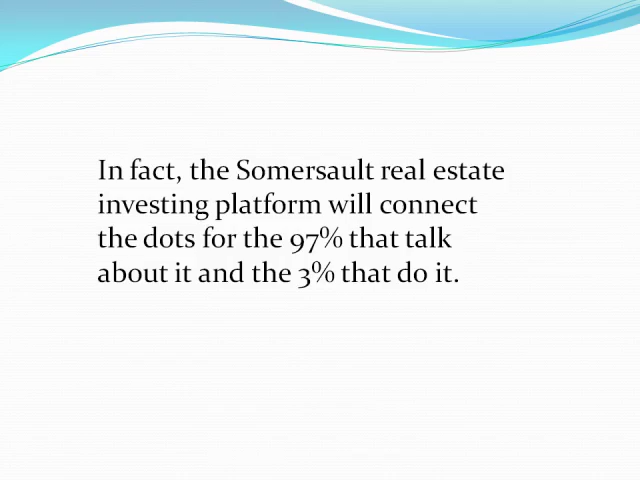 In fact, the Somersault real estate
investing platform will connect
the dots for the 97% that talk
about it and the 3% that do it.